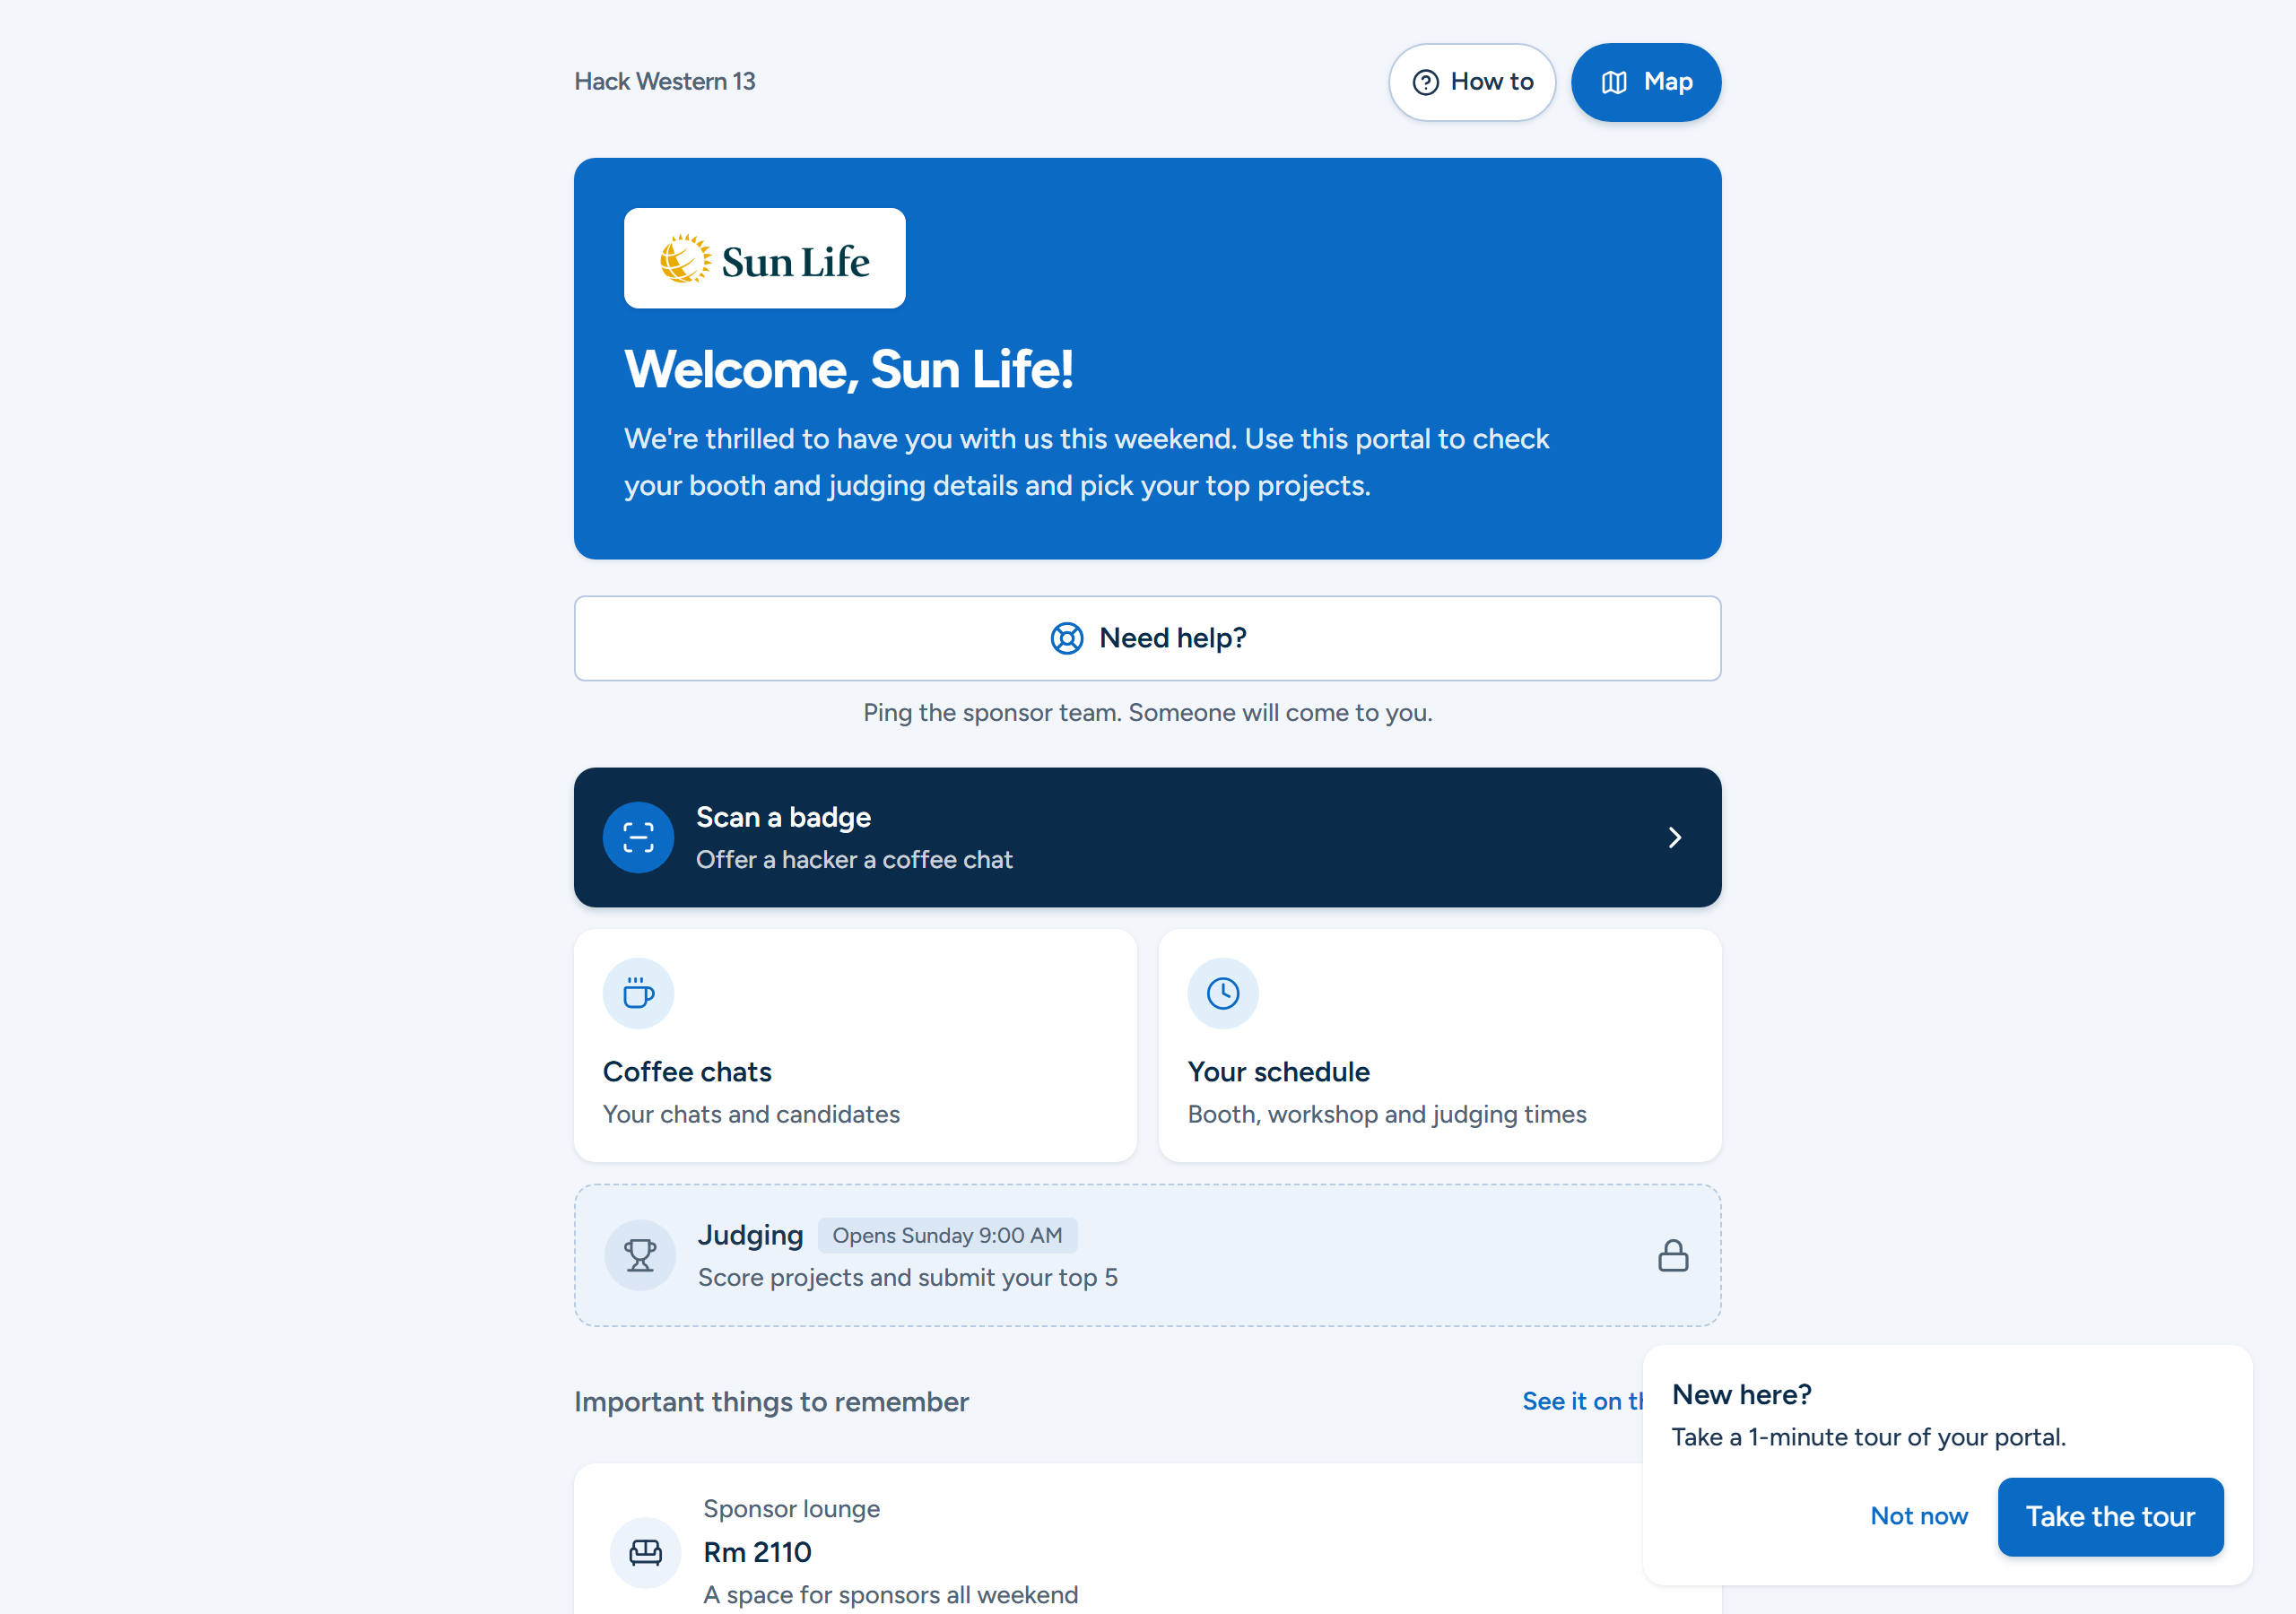 Hack Western 13
How to
Map
Sun Life
Welcome, Sun Life!
We're thrilled to have you with us this weekend. Use this portal to check
your booth and judging details and pick your top projects.
Need help?
Ping the sponsor team. Someone will come to you.
Scan a badge
Offer a hacker a coffee chat
Coffee chats
Your chats and candidates
Your schedule
Booth, workshop and judging times
Judging
Opens Sunday 9:00 AM
Score projects and submit your top 5
Important things to remember
See it on
Sponsor lounge
Rm 2110
A space for sponsors all weekend
New here?
Take a 1-minute tour of your portal.
Not now
Take the tour